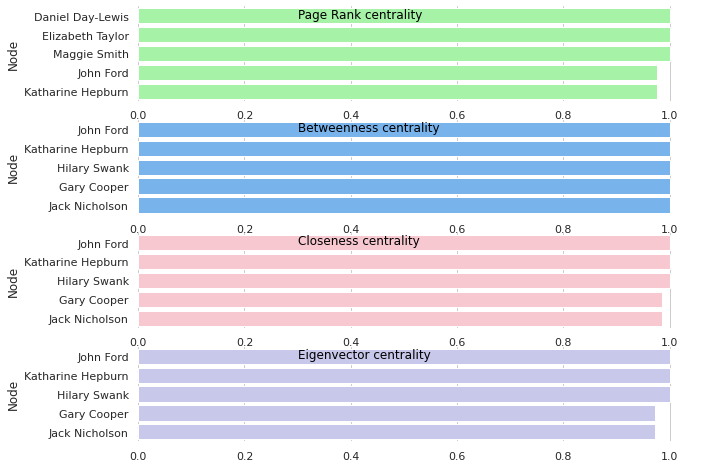 Page Rank centrality
Node
Daniel Day-Lewis
Elizabeth Taylor
Maggie Smith
John Ford
Katharine Hepburn
0.0 0.2 0.4 0.6 0.8 1.0
Betweenness centrality
Node
John Ford
Katharine Hepburn
Hilary Swank
Gary Cooper
Jack Nicholson
0.0 0.2 0.4 0.6 0.8 1.0
Closeness centrality
Node
John Ford
Katharine Hepburn
Hilary Swank
Gary Cooper
Jack Nicholson
0.0 0.2 0.4 0.6 0.8 1.0
Eigenvector centrality
Node
John Ford
Katharine Hepburn
Hilary Swank
Gary Cooper
Jack Nicholson
0.0 0.2 0.4 0.6 0.8 1.0